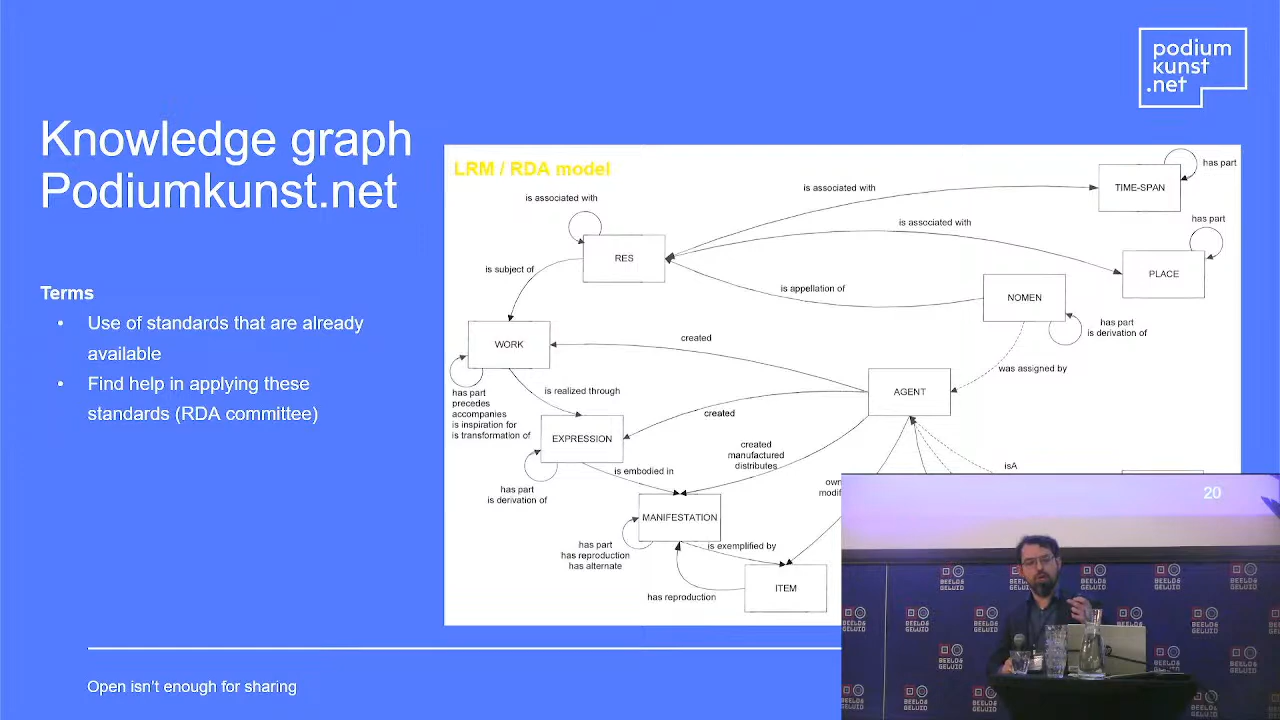 podium
kunst
.net
Knowledge graph
Podiumkunst.net
Terms
• Use of standards that are already
available
• Find help in applying these
standards (RDA committee)
LRM / RDA model
is associated with
is associated with
has part
TIME-SPAN
is associated with
has part
RES
PLACE
is subject of
is appellation of
NOMEN
has part
is derivation of
WORK
created
was assigned by
has part
precedes
accompanies
is inspiration for
is transformation of
is realized through
AGENT
created
EXPRESSION
created
manufactured
distributes
isA
is embodied in
has part
is derivation of
own
modif
MANIFESTATION
has part
has reproduction
has alternate
is exemplified by
ITEM
has reproduction
20
BEELD&
GELUID
Open isn't enough for sharing